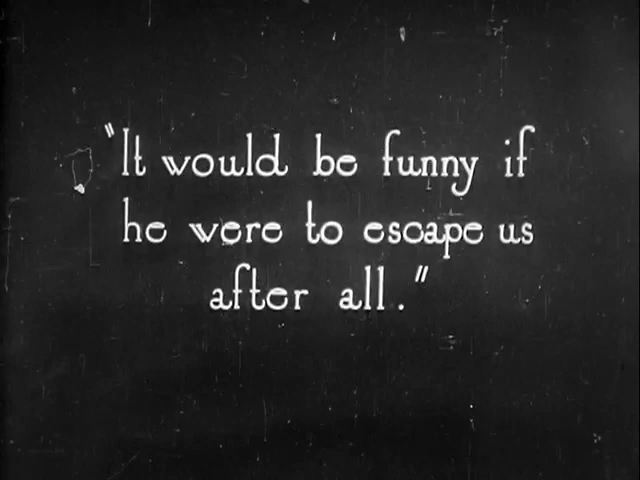 "It would be funny if
he were to escape us
after all."